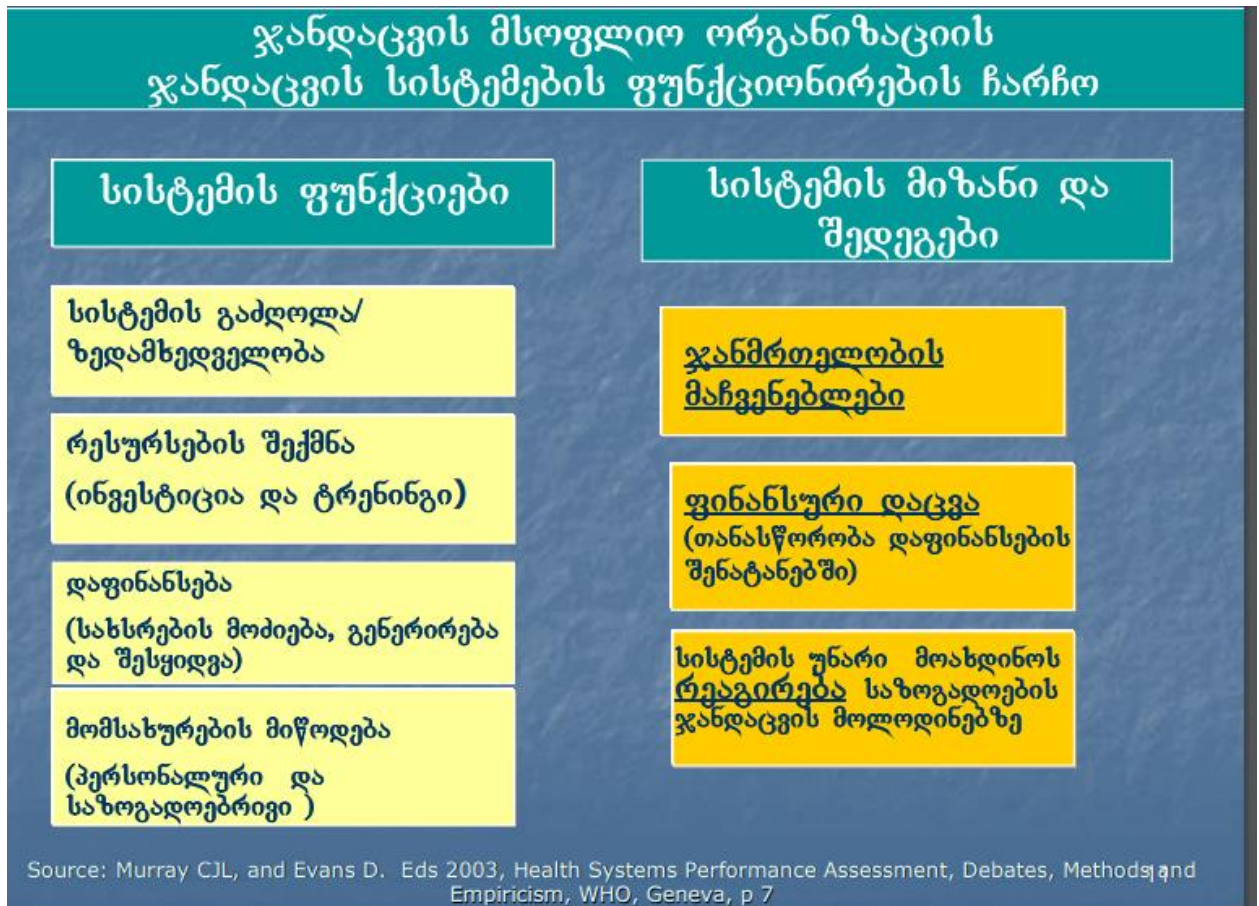 ჯანდაცვის მსოფლიო ორგანიზაციის
ჯანდაცვის სისტემების ფუნქციონირების ჩარჩო
სისტემის ფუნქციები
სისტემის გაძღოლა/
ზედამხედველობა
რესურსების შექმნა
(ინვესტიცია და ტრენინგი)
დაფინანსება
(სახსრების მოძიება, გენერირება
და შესყიდვა)
მომსახურების მიწოდება
(პერსონალური და
საზოგადოებრივი )
სისტემის მიზანი და
შედეგები
ჯანმრთელობის
მაჩვენებლები
ფინანსური დაცვა
(თანასწორობა დაფინანსების
შენატანებში)
სისტემის უნარი მოახდინოს
რეაგირება საზოგადოების
ჯანდაცვის მოლოდინებზე
Source: Murray CJL, and Evans D. Eds 2003, Health Systems Performance Assessment, Debates, Methods and
Empiricism, WHO, Geneva, p 7